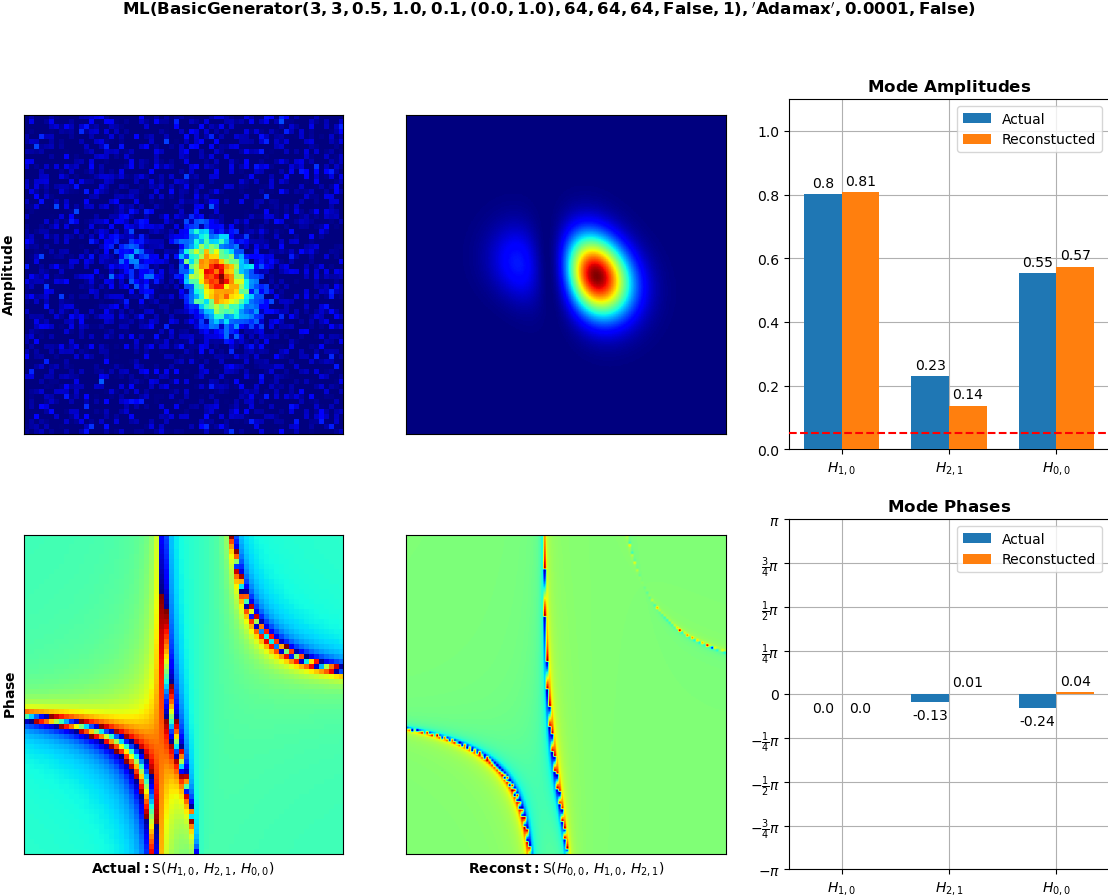 ML(BasicGenerator(3, 3, 0.5, 1.0, 0.1, (0.0, 1.0), 64, 64, 64, False, 1), ′Adamax′, 0.0001, False)
Amplitude
Mode Amplitudes
Actual
Reconstucted
1.0
0.8
0.6
0.4
0.2
0.0
0.8
0.81
0.23
0.14
0.55
0.57
H1, 0
H2, 1
H0, 0
Phase
Actual: S(H1, 0, H2, 1, H0, 0)
Reconst: S(H0, 0, H1, 0, H2, 1)
Mode Phases
Actual
Reconstucted
π
3/4π
1/2π
1/4π
0
−1/4π
−1/2π
−3/4π
−π
0.0
0.0
-0.13
0.01
-0.24
0.04
H1, 0
H2, 1
H0, 0